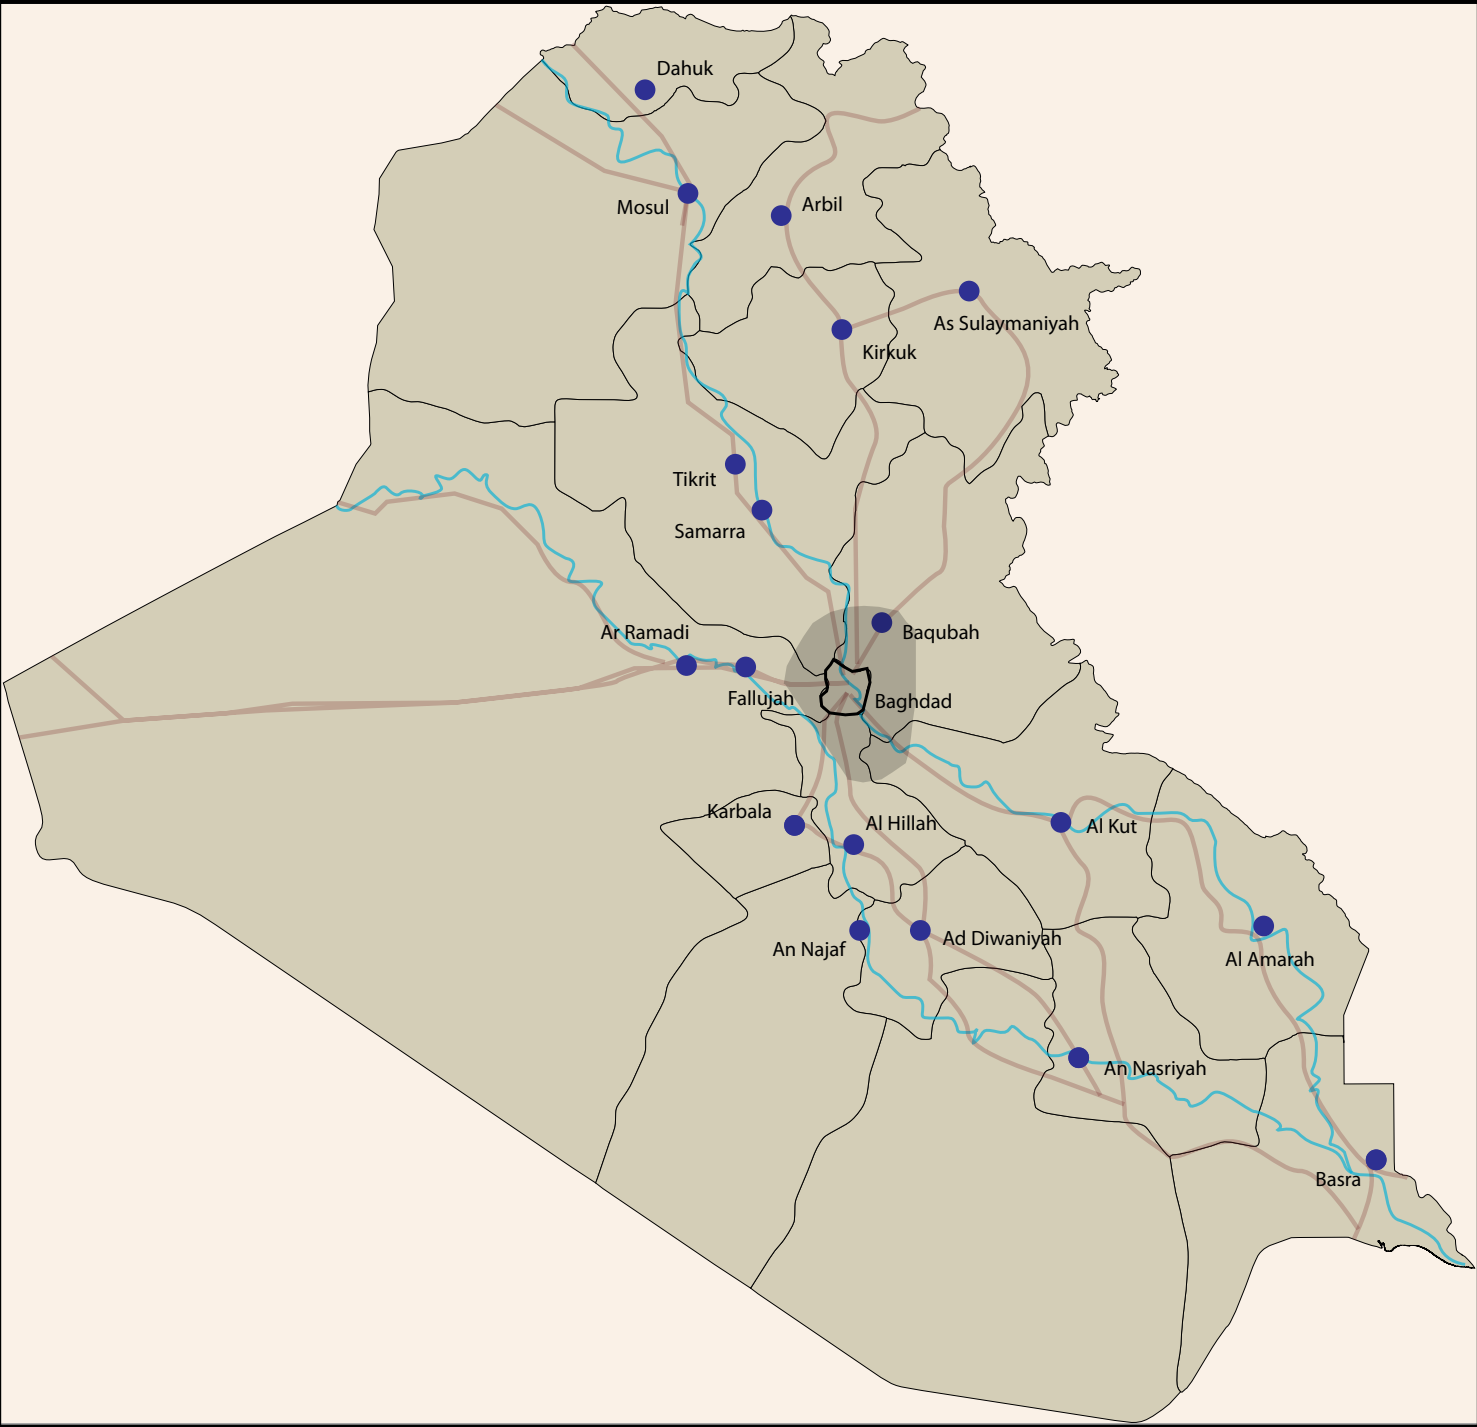 Dahuk
Mosul
Arbil
As Sulaymaniyah
Kirkuk
Tikrit
Samarra
Ar Ramadi
Baqubah
Fallujah
Baghdad
Karbala
Al Hillah
Al Kut
An Najaf
Ad Diwaniyah
Al Amarah
An Nasriyah
Basra